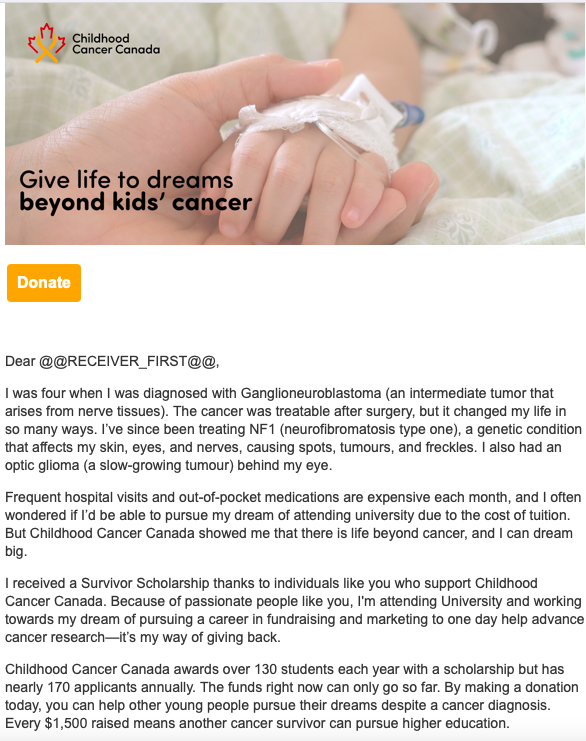 Childhood
Cancer Canada
Give life to dreams
beyond kids' cancer
Donate
Dear @@RECEIVER_FIRST@@,
I was four when I was diagnosed with Ganglioneuroblastoma (an intermediate tumor that
arises from nerve tissues). The cancer was treatable after surgery, but it changed my life in
so many ways. I've since been treating NF1 (neurofibromatosis type one), a genetic condition
that affects my skin, eyes, and nerves, causing spots, tumours, and freckles. I also had an
optic glioma (a slow-growing tumour) behind my eye.
Frequent hospital visits and out-of-pocket medications are expensive each month, and I often
wondered if I'd be able to pursue my dream of attending university due to the cost of tuition.
But Childhood Cancer Canada showed me that there is life beyond cancer, and I can dream
big.
I received a Survivor Scholarship thanks to individuals like you who support Childhood
Cancer Canada. Because of passionate people like you, I'm attending University and working
towards my dream of pursuing a career in fundraising and marketing to one day help advance
cancer research—it's my way of giving back.
Childhood Cancer Canada awards over 130 students each year with a scholarship but has
nearly 170 applicants annually. The funds right now can only go so far. By making a donation
today, you can help other young people pursue their dreams despite a cancer diagnosis.
Every $1,500 raised means another cancer survivor can pursue higher education.